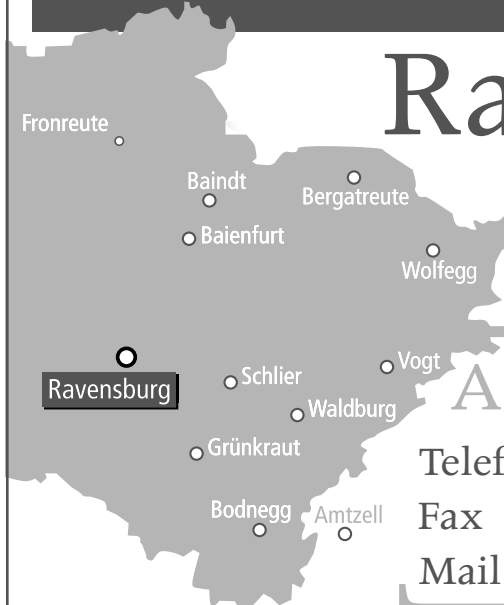 Ra
Fronreute
Baindt
Bergatreute
Baienfurt
Wolfegg
Vogt
Schlier
Ravensburg
A
Waldburg
Grünkraut
Telef
Bodnegg
Amtzell
Fax
Mail